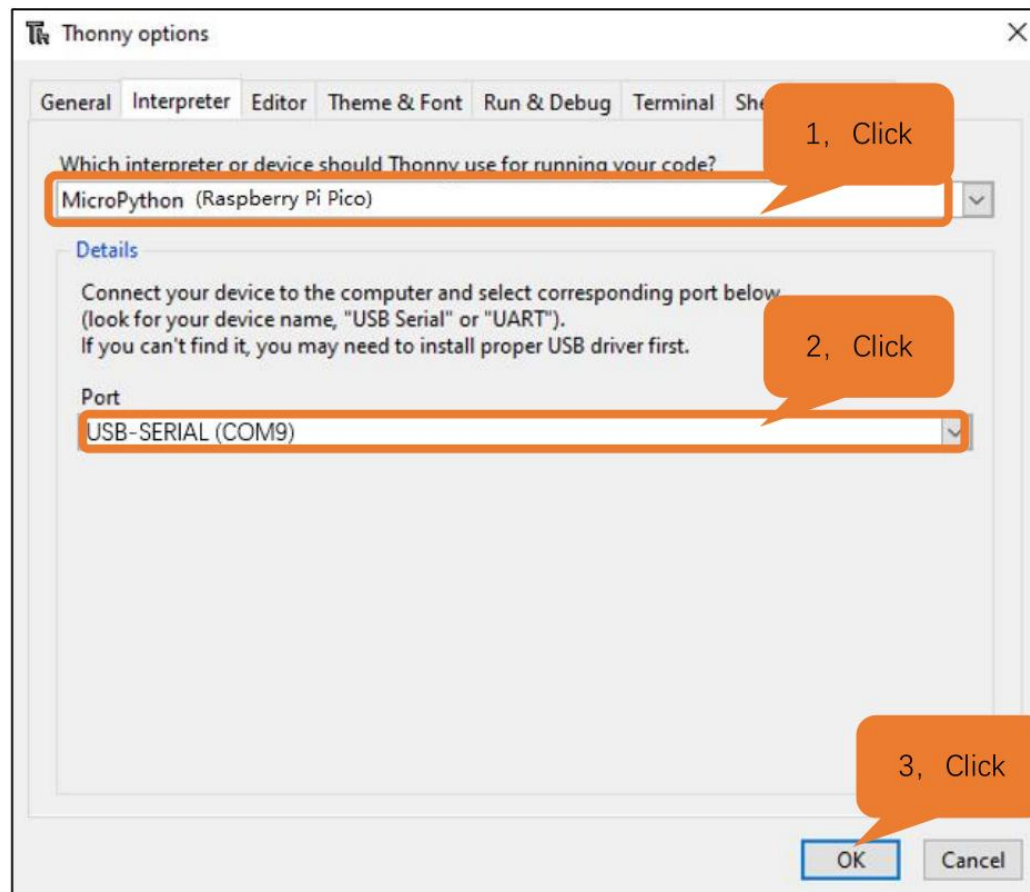 Thonny options
General Interpreter Editor Theme & Font Run & Debug Terminal
1, Click
Which interpreter or device should Thonny use for running your code?
MicroPython (Raspberry Pi Pico)
Details
Connect your device to the computer and select corresponding port below
(look for your device name, "USB Serial" or "UART").
If you can't find it, you may need to install proper USB driver first.
2, Click
Port
USB-SERIAL (COM9)
3, Click
OK Cancel